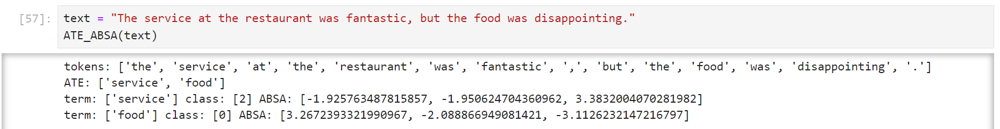 [57]: text = "The service at the restaurant was fantastic, but the food was disappointing."
ATE_ABSA(text)
tokens: ['the', 'service', 'at', 'the', 'restaurant', 'was', 'fantastic', ',', 'but', 'the', 'food', 'was', 'disappointing', '.']
ATE: ['service', 'food']
term: ['service'] class: [2] ABSA: [-1.925763487815857, -1.950624704360962, 3.3832004070281982]
term: ['food'] class: [0] ABSA: [3.2672393321990967, -2.088866949081421, -3.1126232147216797]